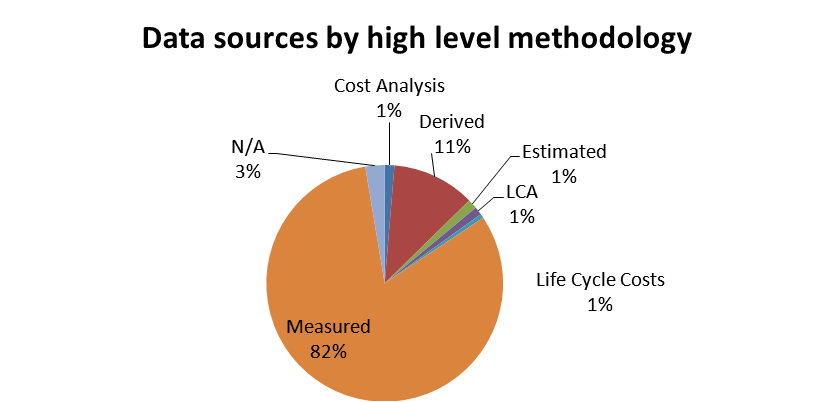 Data sources by high level methodology
Cost Analysis
1%
Derived
11%
N/A
3%
Estimated
1%
LCA
1%
Life Cycle Costs
1%
Measured
82%